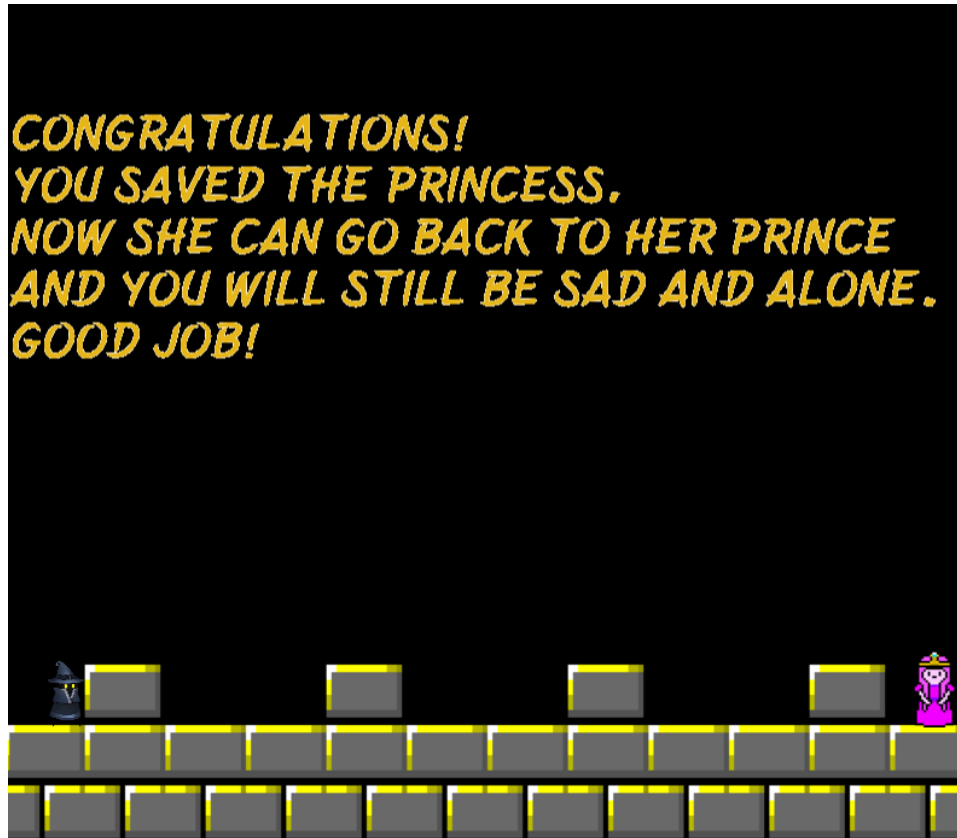 CONGRATULATIONS!
YOU SAVED THE PRINCESS.
NOW SHE CAN GO BACK TO HER PRINCE
AND YOU WILL STILL BE SAD AND ALONE.
GOOD JOB!